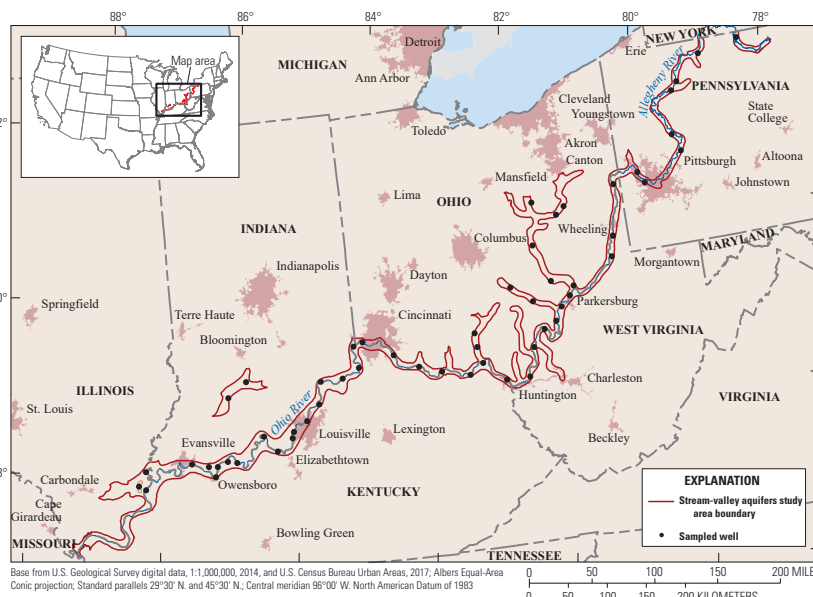 88°
86°
84°
82°
80°
78°
Map area
MICHIGAN
Detroit
Ann Arbor
Toledo
Erie
NEW YORK
Allegheny River
PENNSYLVANIA
State
College
Cleveland
Youngstown
Akron
Canton
Pittsburgh
Altoona
Johnstown
2°
Mansfield
Lima
OHIO
Columbus
Wheeling
MARYLAND
Morgantown
INDIANA
Indianapolis
Dayton
0°
Springfield
Terre Haute
Cincinnati
Parkersburg
Bloomington
WEST VIRGINIA
ILLINOIS
Charleston
Huntington
VIRGINIA
St. Louis
Ohio River
Louisville
Lexington
Beckley
Evansville
Elizabethtown
8°
Carbondale
Owensboro
KENTUCKY
Cape
Girardeau
Bowling Green
MISSOURI
TENNESSEE
EXPLANATION
Stream-valley aquifers study
area boundary
Sampled well
Base from U.S. Geological Survey digital data, 1:1,000,000, 2014, and U.S. Census Bureau Urban Areas, 2017; Albers Equal-Area
Conic projection; Standard parallels 29°30' N. and 45°30' N.; Central meridian 96°00' W. North American Datum of 1983
0 50 100 150 200 MILE
0 50 100 150 200 KILOMETERS